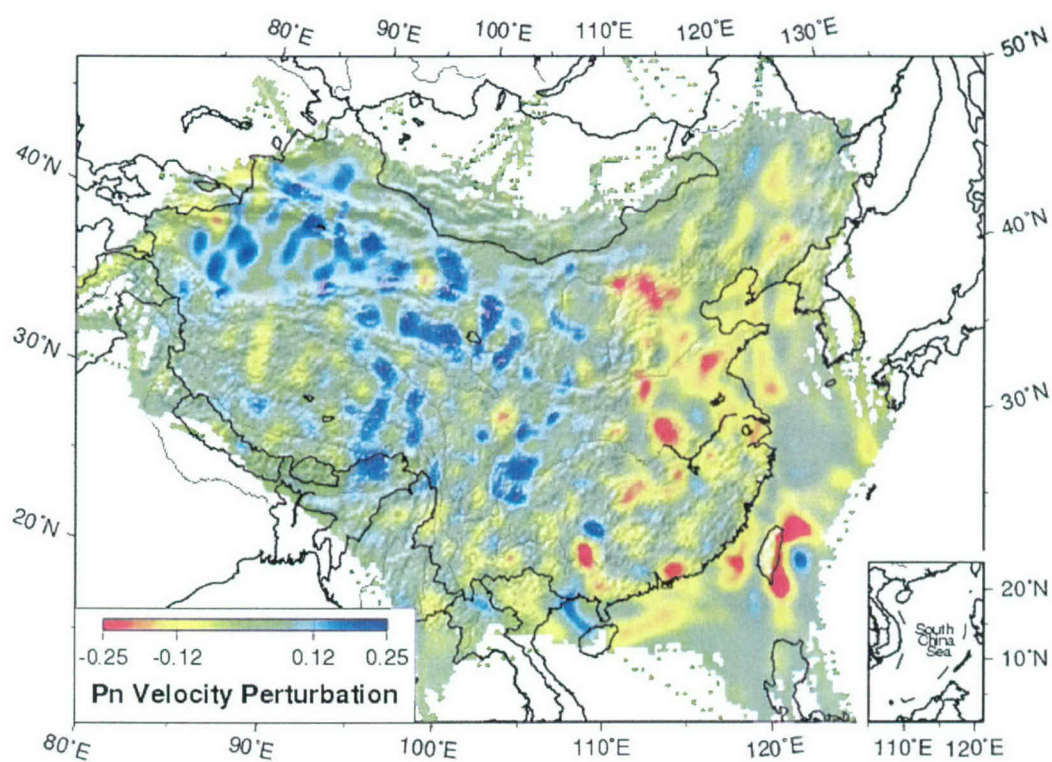 80°E 90°E 100°E 110°E 120°E 130°E
50°N
40°N
40°N
30°N
30°N
20°N
20°N
South
China
Sea
10°N
-0.25 -0.12 0.12 0.25
Pn Velocity Perturbation
80°E 90°E 100°E 110°E 120°E 110°E 120°E